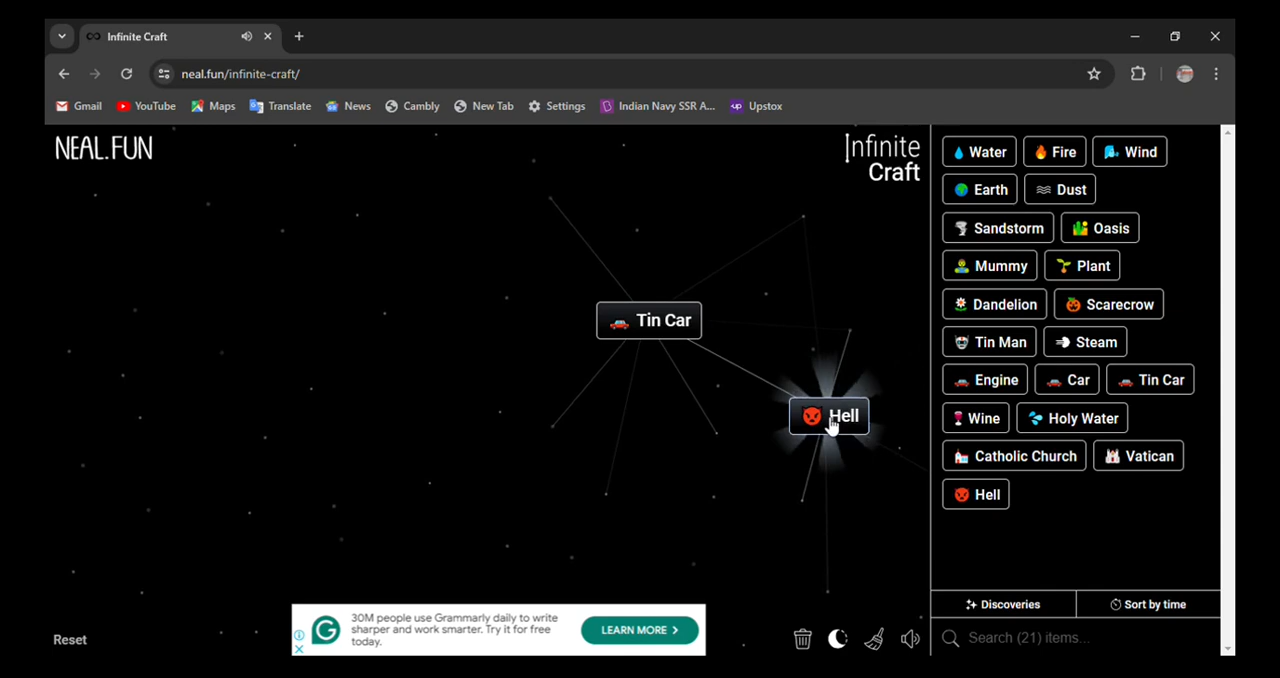 Infinite Craft
neal.fun/infinite-craft/
Gmail YouTube Maps Translate News Cambly New Tab Settings Indian Navy SSR A... Upstox
NEAL.FUN
Infinite
Craft
Tin Car
Hell
Water Fire Wind
Earth Dust
Sandstorm Oasis
Mummy Plant
Dandelion Scarecrow
Tin Man Steam
Engine Car Tin Car
Wine Holy Water
Catholic Church Vatican
Hell
Discoveries Sort by time
Search (21) items...
30M people use Grammarly daily to write
sharper and work smarter. Try it for free
today.
LEARN MORE >
Reset